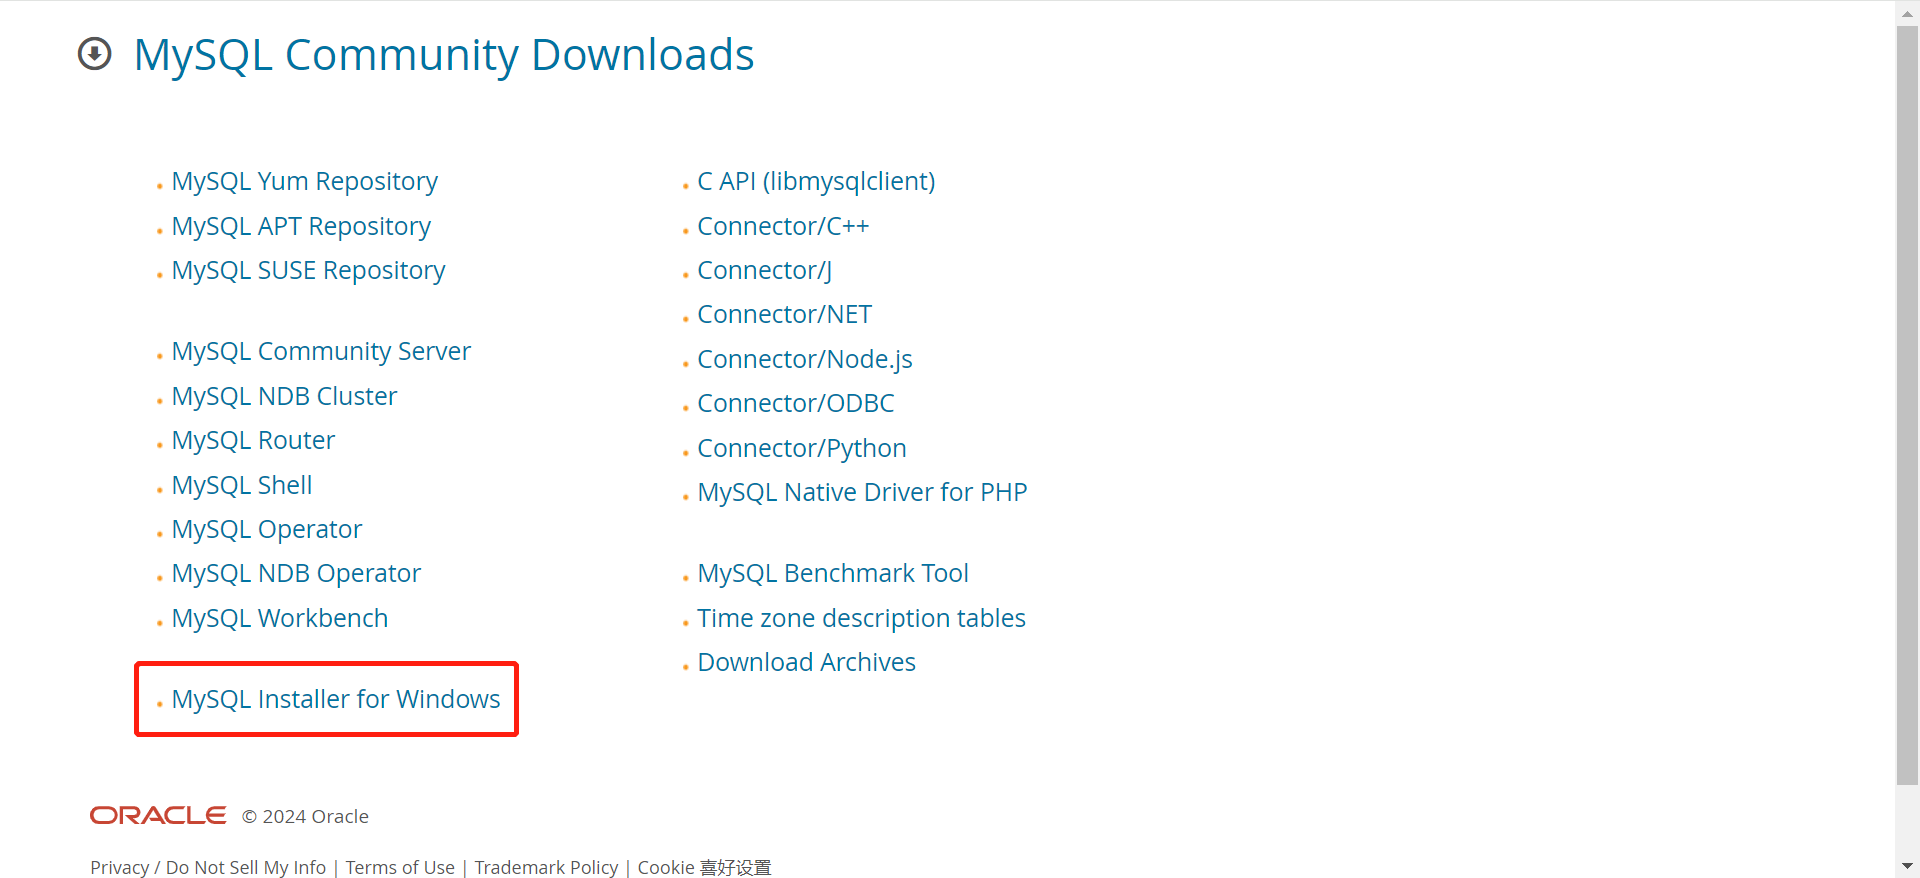 MySQL Community Downloads
MySQL Yum Repository
MySQL APT Repository
MySQL SUSE Repository
MySQL Community Server
MySQL NDB Cluster
MySQL Router
MySQL Shell
MySQL Operator
MySQL NDB Operator
MySQL Workbench
MySQL Installer for Windows
C API (libmysqlclient)
Connector/C++
Connector/J
Connector/NET
Connector/Node.js
Connector/ODBC
Connector/Python
MySQL Native Driver for PHP
MySQL Benchmark Tool
Time zone description tables
Download Archives
ORACLE © 2024 Oracle
Privacy / Do Not Sell My Info | Terms of Use | Trademark Policy | Cookie 喜好设置